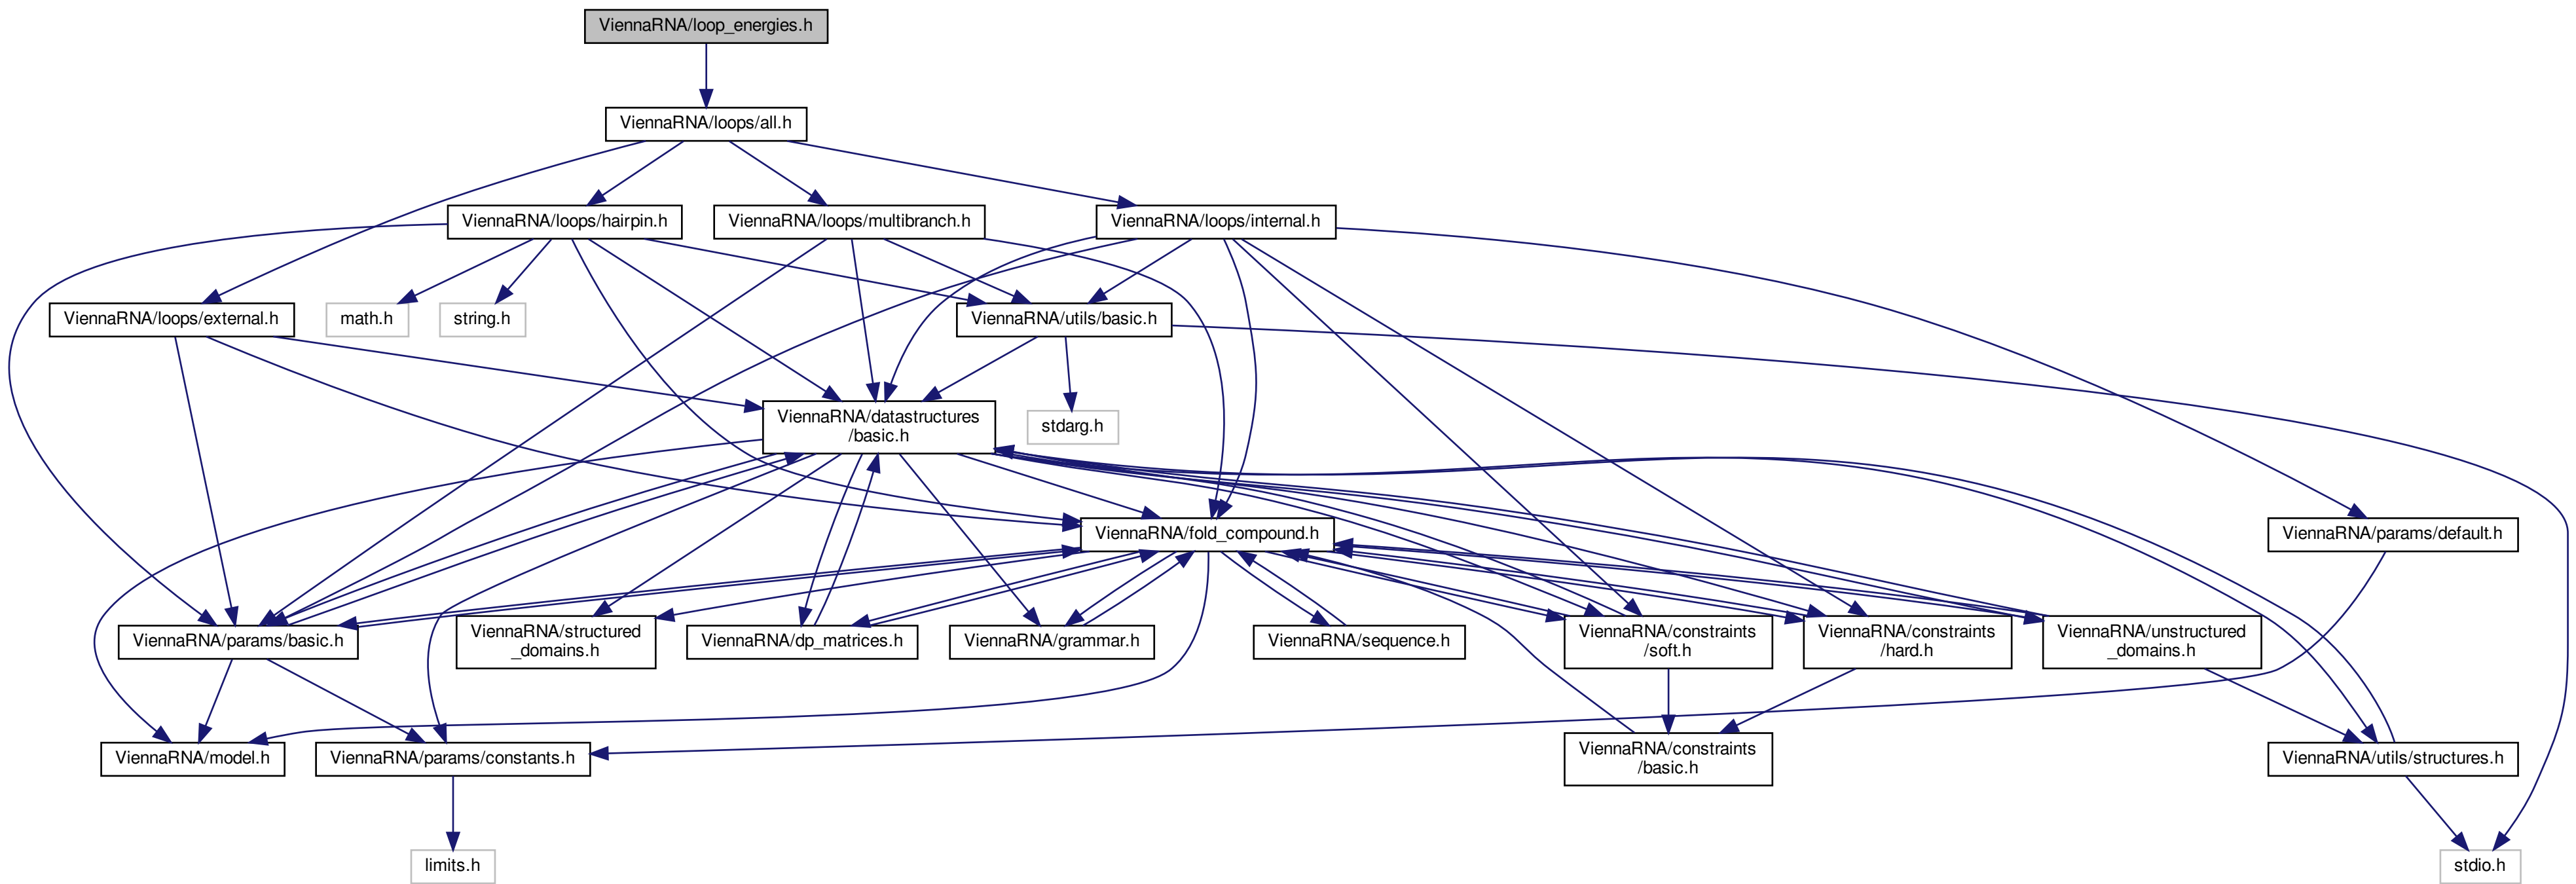 ViennaRNA/loop_energies.h
ViennaRNA/loops/all.h
ViennaRNA/loops/hairpin.h
ViennaRNA/loops/multibranch.h
ViennaRNA/loops/internal.h
ViennaRNA/loops/external.h
math.h
string.h
ViennaRNA/utils/basic.h
ViennaRNA/datastructures
/basic.h
stdarg.h
ViennaRNA/fold_compound.h
ViennaRNA/params/default.h
ViennaRNA/params/basic.h
ViennaRNA/structured
_domains.h
ViennaRNA/dp_matrices.h
ViennaRNA/grammar.h
ViennaRNA/sequence.h
ViennaRNA/constraints
/soft.h
ViennaRNA/constraints
/hard.h
ViennaRNA/unstructured
_domains.h
ViennaRNA/model.h
ViennaRNA/params/constants.h
ViennaRNA/constraints
/basic.h
ViennaRNA/utils/structures.h
limits.h
stdio.h